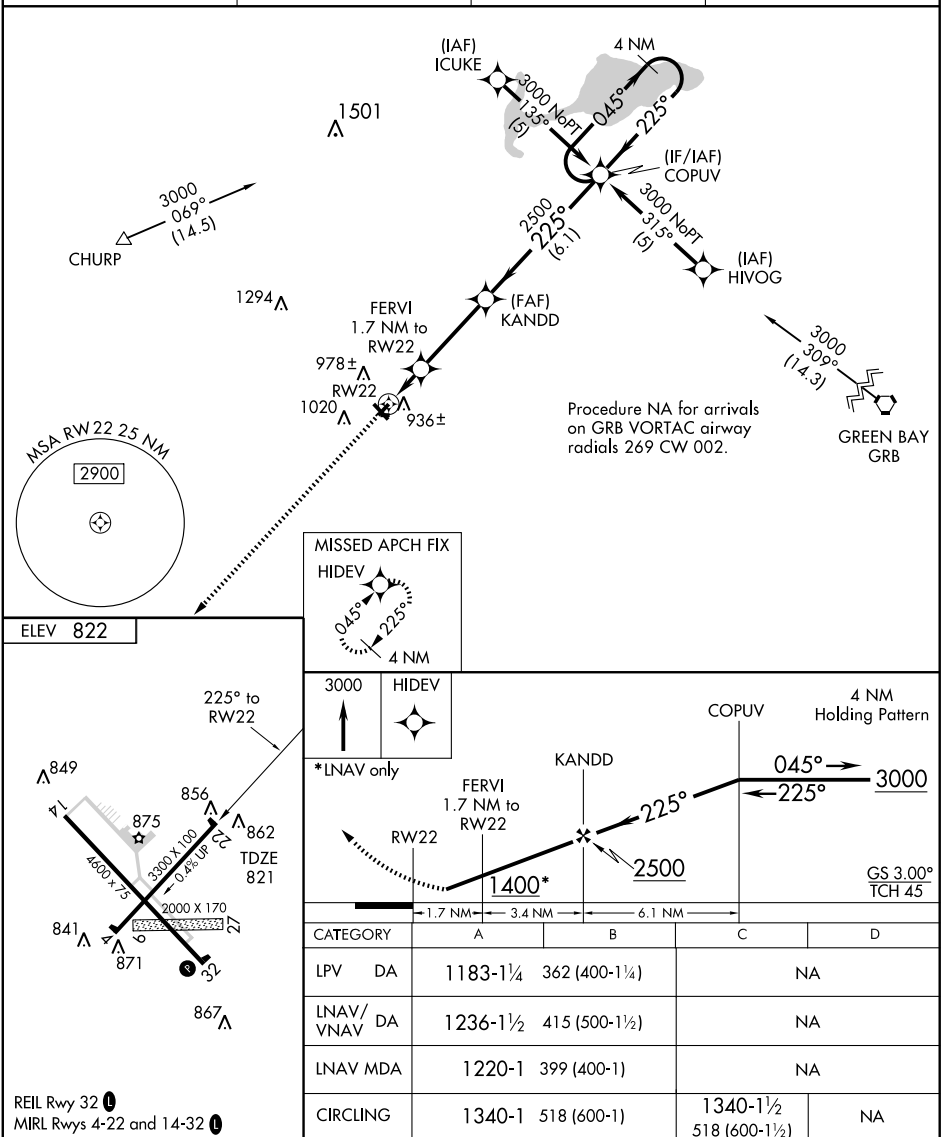 (IAF)
ICUKE
4 NM
3000 NoPT
135°
(5)
045°
225°
1501
(IF/IAF)
COPUV
3000
069°
(14.5)
CHURP
2500
225°
(6.1)
3000 NoPT
315°
(5)
(IAF)
HIVOG
1294
FERVI
1.7 NM to
RW22
(FAF)
KANDD
3000
309°
(14.3)
978±
RW22
1020
936±
Procedure NA for arrivals
on GRB VORTAC airway
radials 269 CW 002.
GREEN BAY
GRB
MSA RW22 25 NM
2900
MISSED APCH FIX
HIDEV
045°
225°
4 NM
ELEV 822
225° to
RW22
849
14
856
875
22
862
TDZE
821
3300 X 100
0.4% UP
4600 x 75
2000 X 170
27
9
4
841
871
P
32
867
REIL Rwy 32 L
MIRL Rwys 4-22 and 14-32 L
3000
HIDEV
*LNAV only
COPUV
4 NM
Holding Pattern
KANDD
045°
225°
3000
FERVI
1.7 NM to
RW22
RW22
225°
2500
1400*
GS 3.00°
TCH 45
1.7 NM
3.4 NM
6.1 NM
CATEGORY A B C D
LPV DA 1183-1¼ 362 (400-1¼) NA
LNAV/
VNAV DA 1236-1½ 415 (500-1½) NA
LNAV MDA 1220-1 399 (400-1) NA
CIRCLING 1340-1 518 (600-1) 1340-1½
518 (600-1½) NA